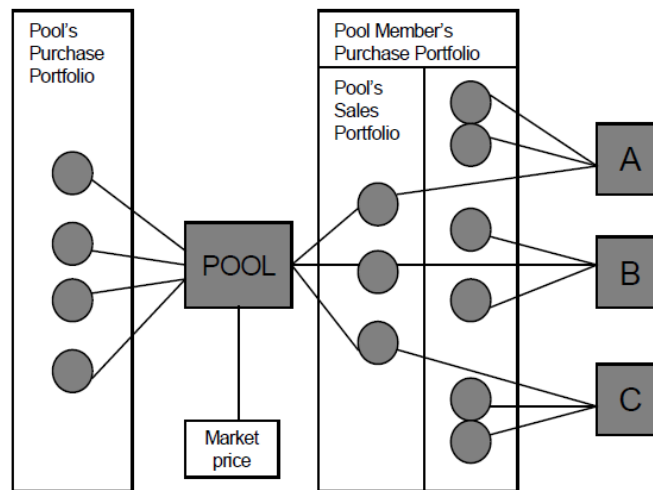 Pool's
Purchase
Portfolio
Pool Member's
Purchase Portfolio
Pool's
Sales
Portfolio
A
POOL
B
C
Market
price